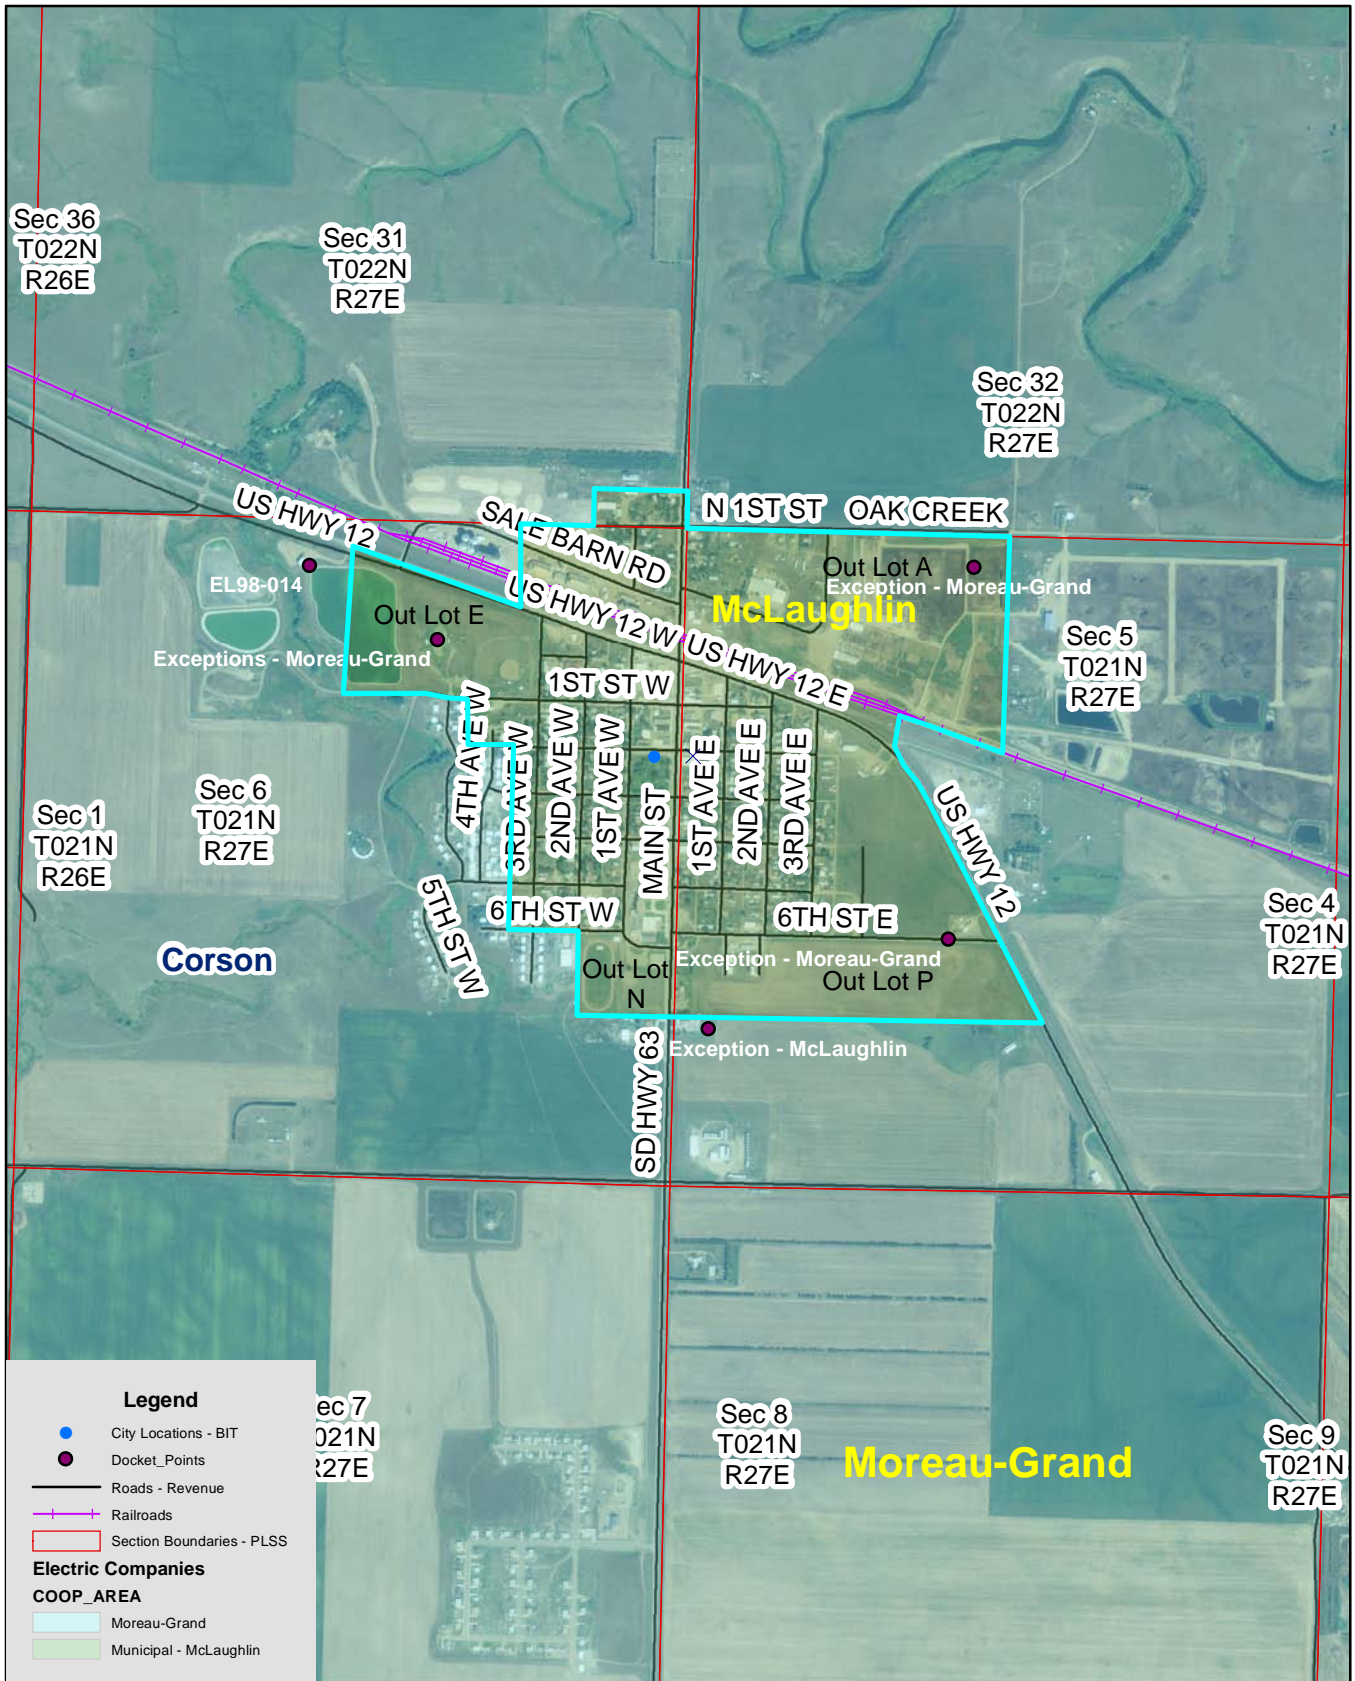 Sec 36
T022N
R26E
Sec 31
T022N
R27E
Sec 32
T022N
R27E
US HWY 12
SALE BARN RD
N 1ST ST
OAK CREEK
EL98-014
Out Lot E
Exceptions - Moreau-Grand
US HWY 12 W
US HWY 12 E
Out Lot A
Exception - Moreau-Grand
McLaughlin
Sec 5
T021N
R27E
1ST ST W
4TH AVE W
3RD AVE W
2ND AVE W
1ST AVE W
MAIN ST
1ST AVE E
2ND AVE E
3RD AVE E
US HWY 12
Sec 1
T021N
R26E
Sec 6
T021N
R27E
Sec 4
T021N
R27E
5TH ST W
6TH ST W
6TH ST E
Corson
Out Lot
N
Exception - Moreau-Grand
Out Lot P
Exception - McLaughlin
SD HWY 63
ec 7
021N
R27E
Sec 8
T021N
R27E
Moreau-Grand
Sec 9
T021N
R27E
Legend
City Locations - BIT
Docket_Points
Roads - Revenue
Railroads
Section Boundaries - PLSS
Electric Companies
COOP_AREA
Moreau-Grand
Municipal - McLaughlin